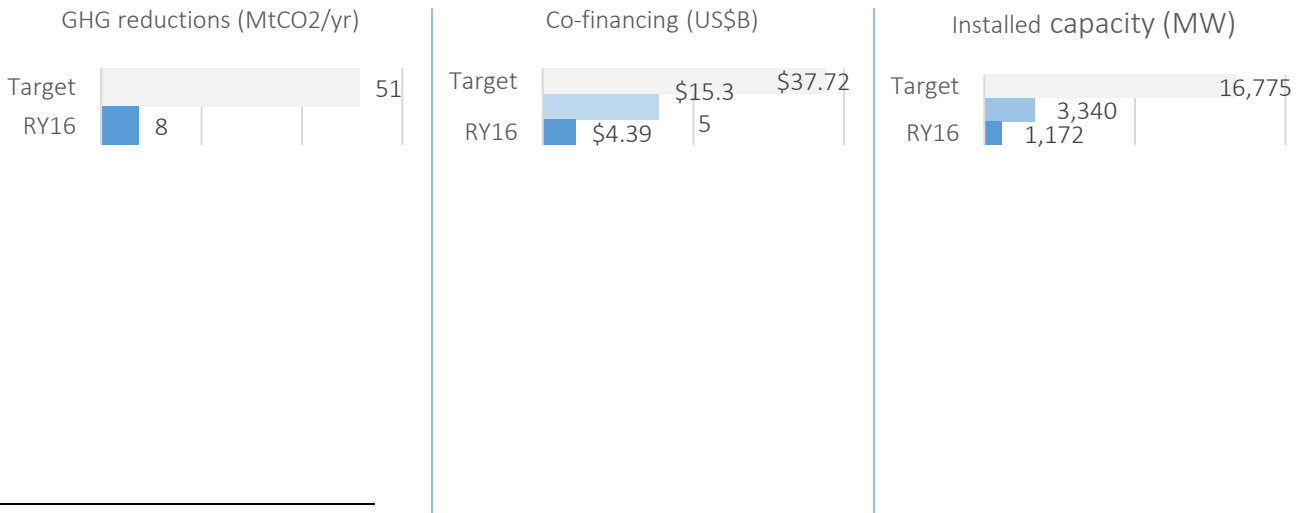 GHG reductions (MtCO2/yr)
Target
51
RY16
8
Co-financing (US$B)
Target
$37.72
$15.3
5
RY16
$4.39
Installed capacity (MW)
Target
16,775
3,340
RY16
1,172